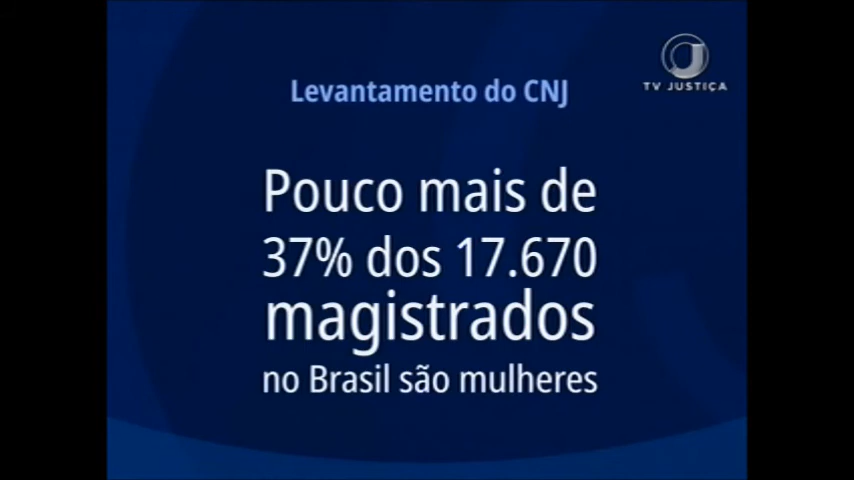 TV JUSTIÇA
Levantamento do CNJ
Pouco mais de
37% dos 17.670
magistrados
no Brasil são mulheres